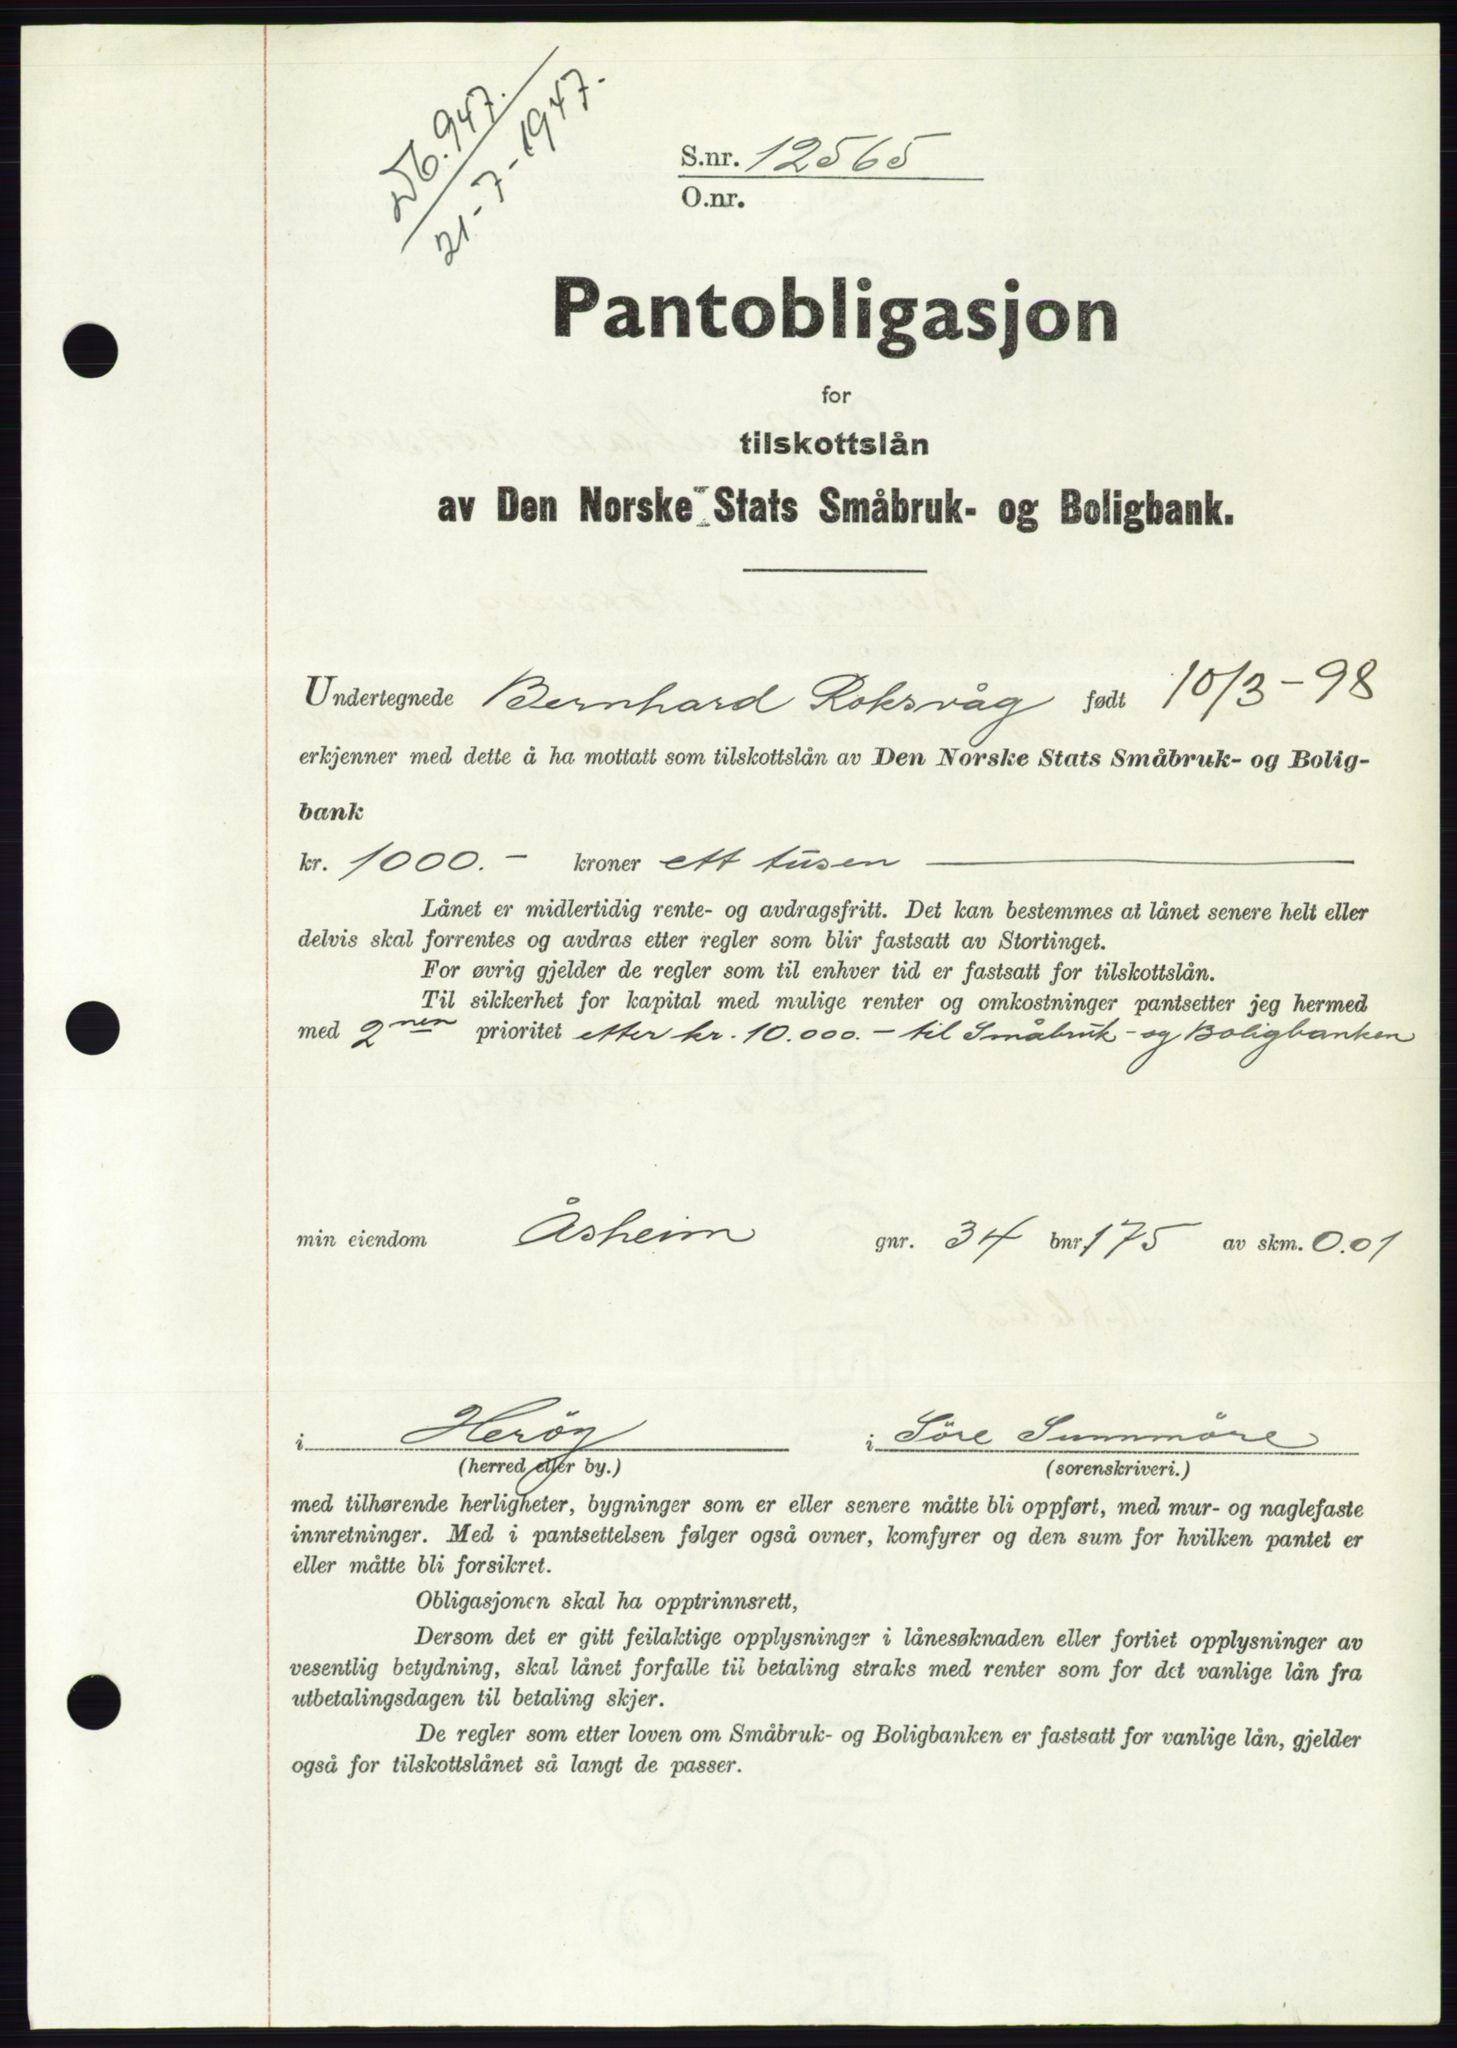 № 947.
21-7-1947.
S.nr. 12565
O.nr.
Pantobligasjon
for
tilskottslån
av Den Norske Stats Småbruk- og Boligbank.
Undertegnede Bernhard Roksvåg født 10/3-98
erkjenner med dette å ha mottatt som tilskottslån av Den Norske Stats Småbruk- og Bolig-
bank
kr. 1000.- kroner ett tusen
Lånet er midlertidig rente- og avdragsfritt. Det kan bestemmes at lånet senere helt eller
delvis skal forrentes og avdras etter regler som blir fastsatt av Stortinget.
For øvrig gjelder de regler som til enhver tid er fastsatt for tilskottslån.
Til sikkerhet for kapital med mulige renter og omkostninger pantsetter jeg hermed
med 2nen prioritet etter kr. 10.000.- til Småbruk- og Boligbanken
min eiendom Åsheim gnr. 34 bnr. 175 av skm. 0.01
i Herøy i Söre Sunnmöre
(herred eller by.) (sorenskriveri.)
med tilhørende herligheter, bygninger som er eller senere måtte bli oppført, med mur- og naglefaste
innretninger. Med i pantsettelsen følger også ovner, komfyrer og den sum for hvilken pantet er
eller måtte bli forsikret.
Obligasjonen skal ha opptrinnsrett,
Dersom det er gitt feilaktige opplysninger i lånesøknaden eller fortiet opplysninger av
vesentlig betydning, skal lånet forfalle til betaling straks med renter som for det vanlige lån fra
utbetalingsdagen til betaling skjer.
De regler som etter loven om Småbruk- og Boligbanken er fastsatt for vanlige lån, gjelder
også for tilskottslånet så langt de passer.